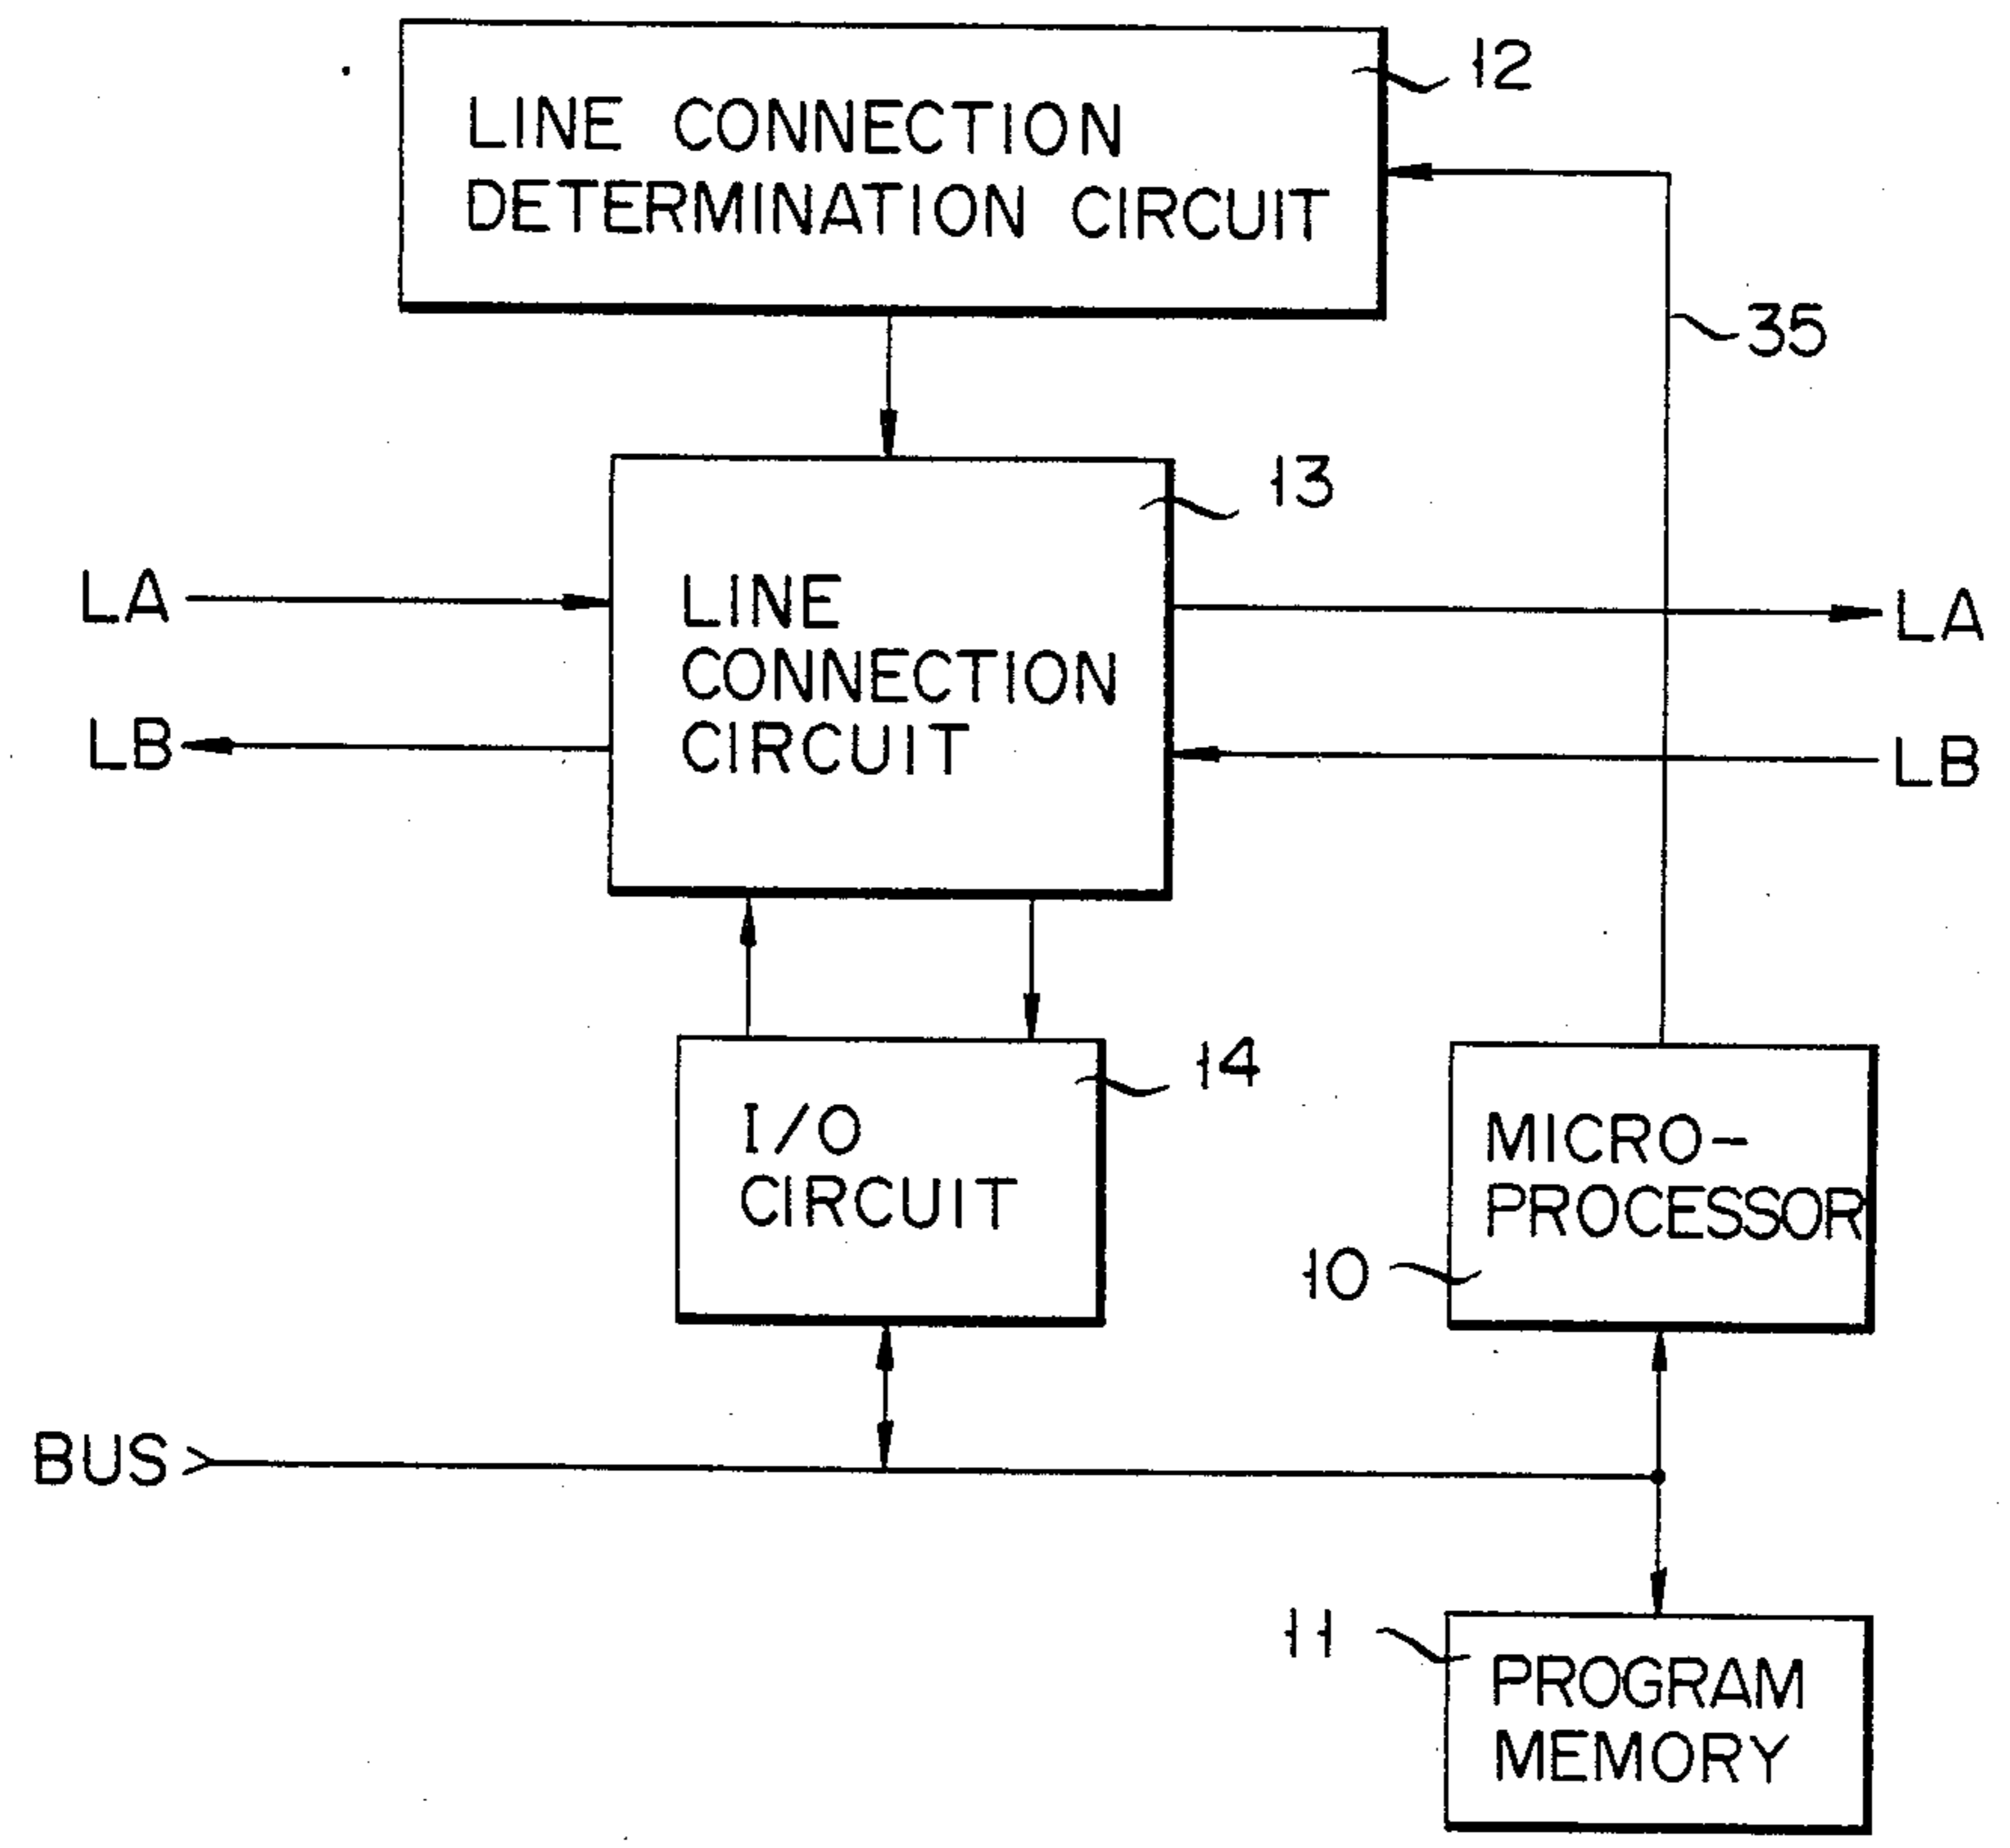 12
LINE CONNECTION
DETERMINATION CIRCUIT
35
13
LA
LINE
CONNECTION
CIRCUIT
LA
LB
LB
14
I/O
CIRCUIT
MICRO-
PROCESSOR
10
BUS
11
PROGRAM
MEMORY